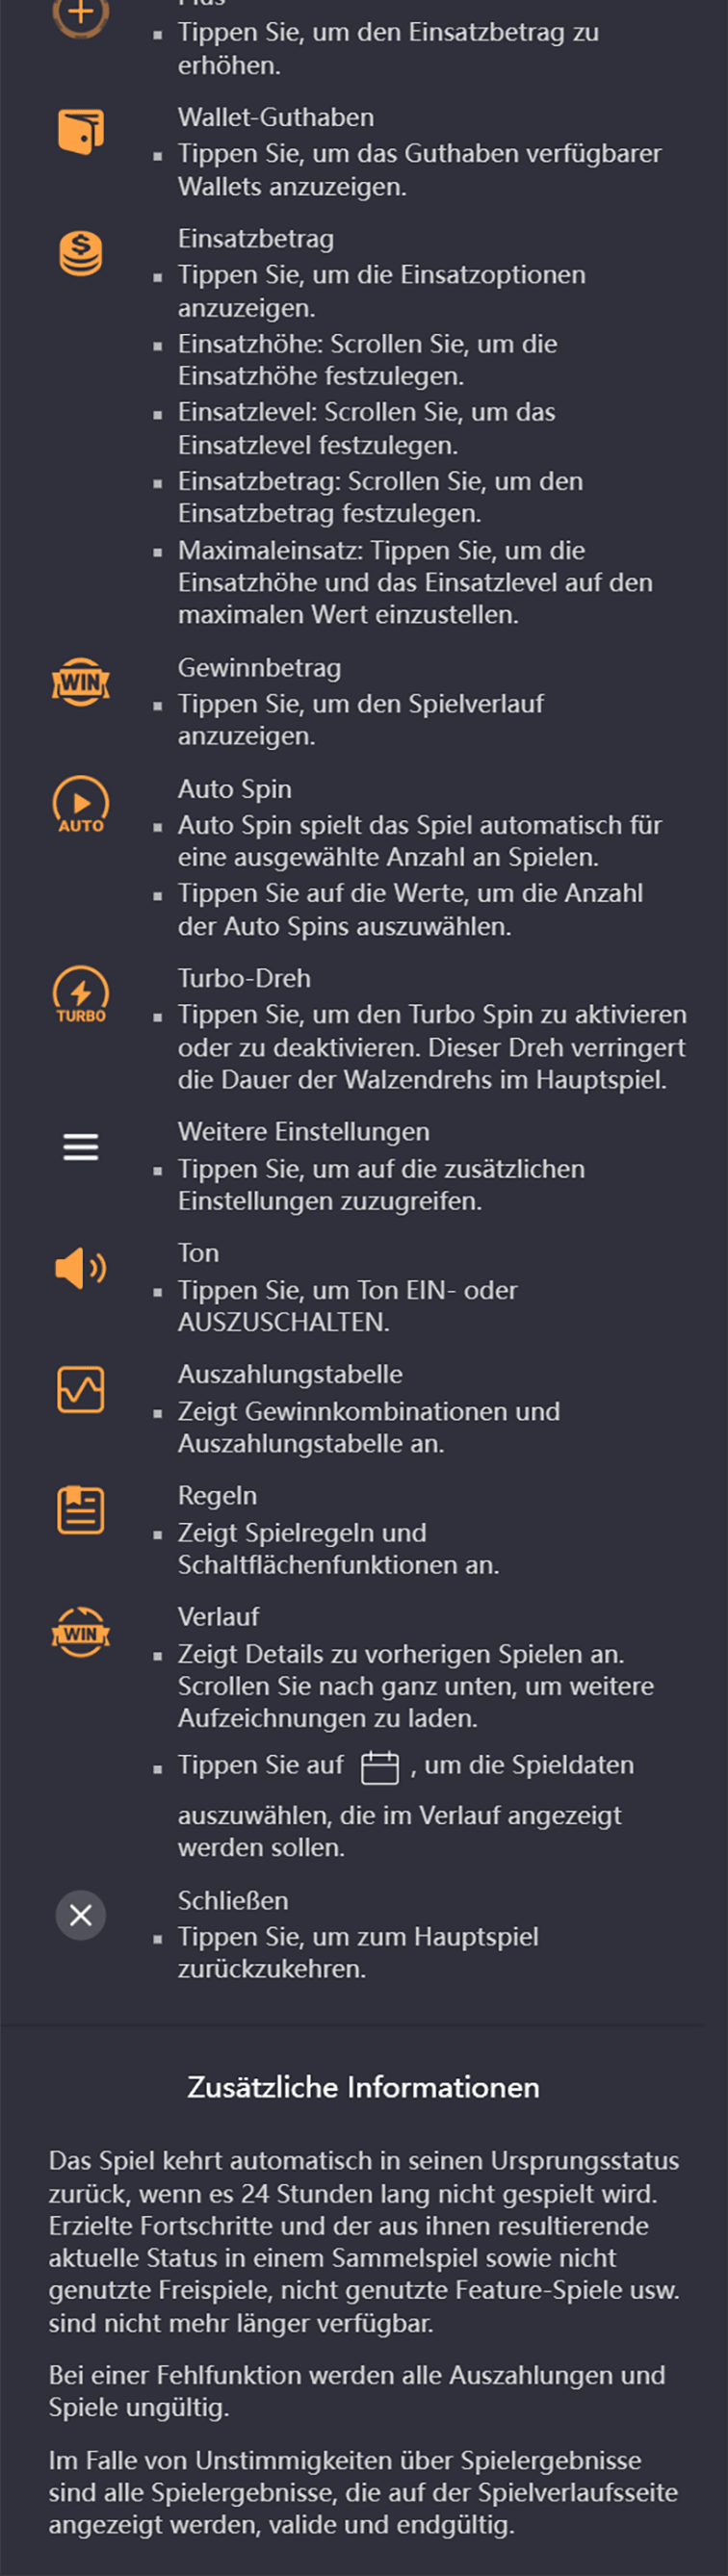 Plus
Tippen Sie, um den Einsatzbetrag zu
erhöhen.
Wallet-Guthaben
Tippen Sie, um das Guthaben verfügbarer
Wallets anzuzeigen.
Einsatzbetrag
Tippen Sie, um die Einsatzoptionen
anzuzeigen.
Einsatzhöhe: Scrollen Sie, um die
Einsatzhöhe festzulegen.
Einsatzlevel: Scrollen Sie, um das
Einsatzlevel festzulegen.
Einsatzbetrag: Scrollen Sie, um den
Einsatzbetrag festzulegen.
Maximaleinsatz: Tippen Sie, um die
Einsatzhöhe und das Einsatzlevel auf den
maximalen Wert einzustellen.
WIN
Gewinnbetrag
Tippen Sie, um den Spielverlauf
anzuzeigen.
AUTO
Auto Spin
Auto Spin spielt das Spiel automatisch für
eine ausgewählte Anzahl an Spielen.
Tippen Sie auf die Werte, um die Anzahl
der Auto Spins auszuwählen.
TURBO
Turbo-Dreh
Tippen Sie, um den Turbo Spin zu aktivieren
oder zu deaktivieren. Dieser Dreh verringert
die Dauer der Walzendrehs im Hauptspiel.
Weitere Einstellungen
Tippen Sie, um auf die zusätzlichen
Einstellungen zuzugreifen.
Ton
Tippen Sie, um Ton EIN- oder
AUSZUSCHALTEN.
Auszahlungstabelle
Zeigt Gewinnkombinationen und
Auszahlungstabelle an.
Regeln
Zeigt Spielregeln und
Schaltflächenfunktionen an.
WIN
Verlauf
Zeigt Details zu vorherigen Spielen an.
Scrollen Sie nach ganz unten, um weitere
Aufzeichnungen zu laden.
Tippen Sie auf , um die Spieldaten
auszuwählen, die im Verlauf angezeigt
werden sollen.
Schließen
Tippen Sie, um zum Hauptspiel
zurückzukehren.
Zusätzliche Informationen
Das Spiel kehrt automatisch in seinen Ursprungsstatus
zurück, wenn es 24 Stunden lang nicht gespielt wird.
Erzielte Fortschritte und der aus ihnen resultierende
aktuelle Status in einem Sammelspiel sowie nicht
genutzte Freispiele, nicht genutzte Feature-Spiele usw.
sind nicht mehr länger verfügbar.
Bei einer Fehlfunktion werden alle Auszahlungen und
Spiele ungültig.
Im Falle von Unstimmigkeiten über Spielergebnisse
sind alle Spielergebnisse, die auf der Spielverlaufsseite
angezeigt werden, valide und endgültig.